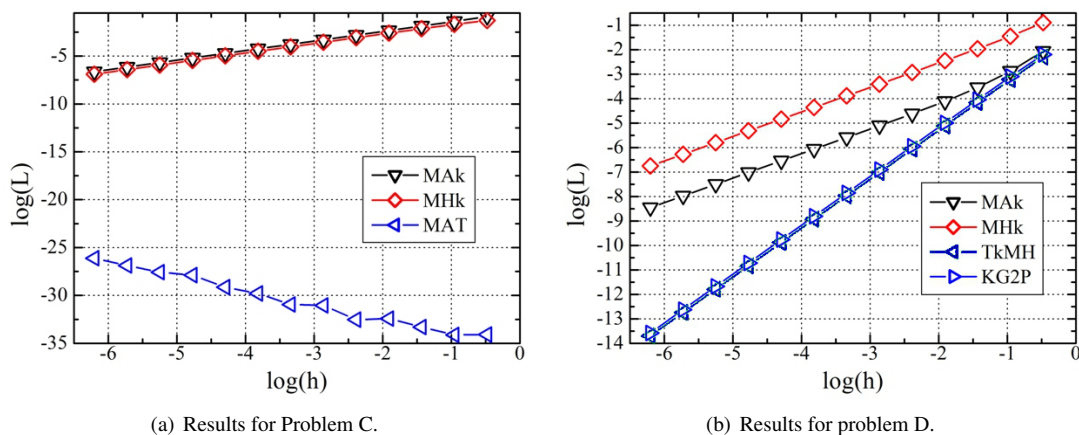 -5
-10
-15
-20
-25
-30
-35
log(L)
MAk
MHk
MAT
-6 -5 -4 -3 -2 -1 0
log(h)
(a) Results for Problem C.
-1
-2
-3
-4
-5
-6
-7
-8
-9
-10
-11
-12
-13
-14
log(L)
MAk
MHk
TkMH
KG2P
-6 -5 -4 -3 -2 -1 0
log(h)
(b) Results for problem D.